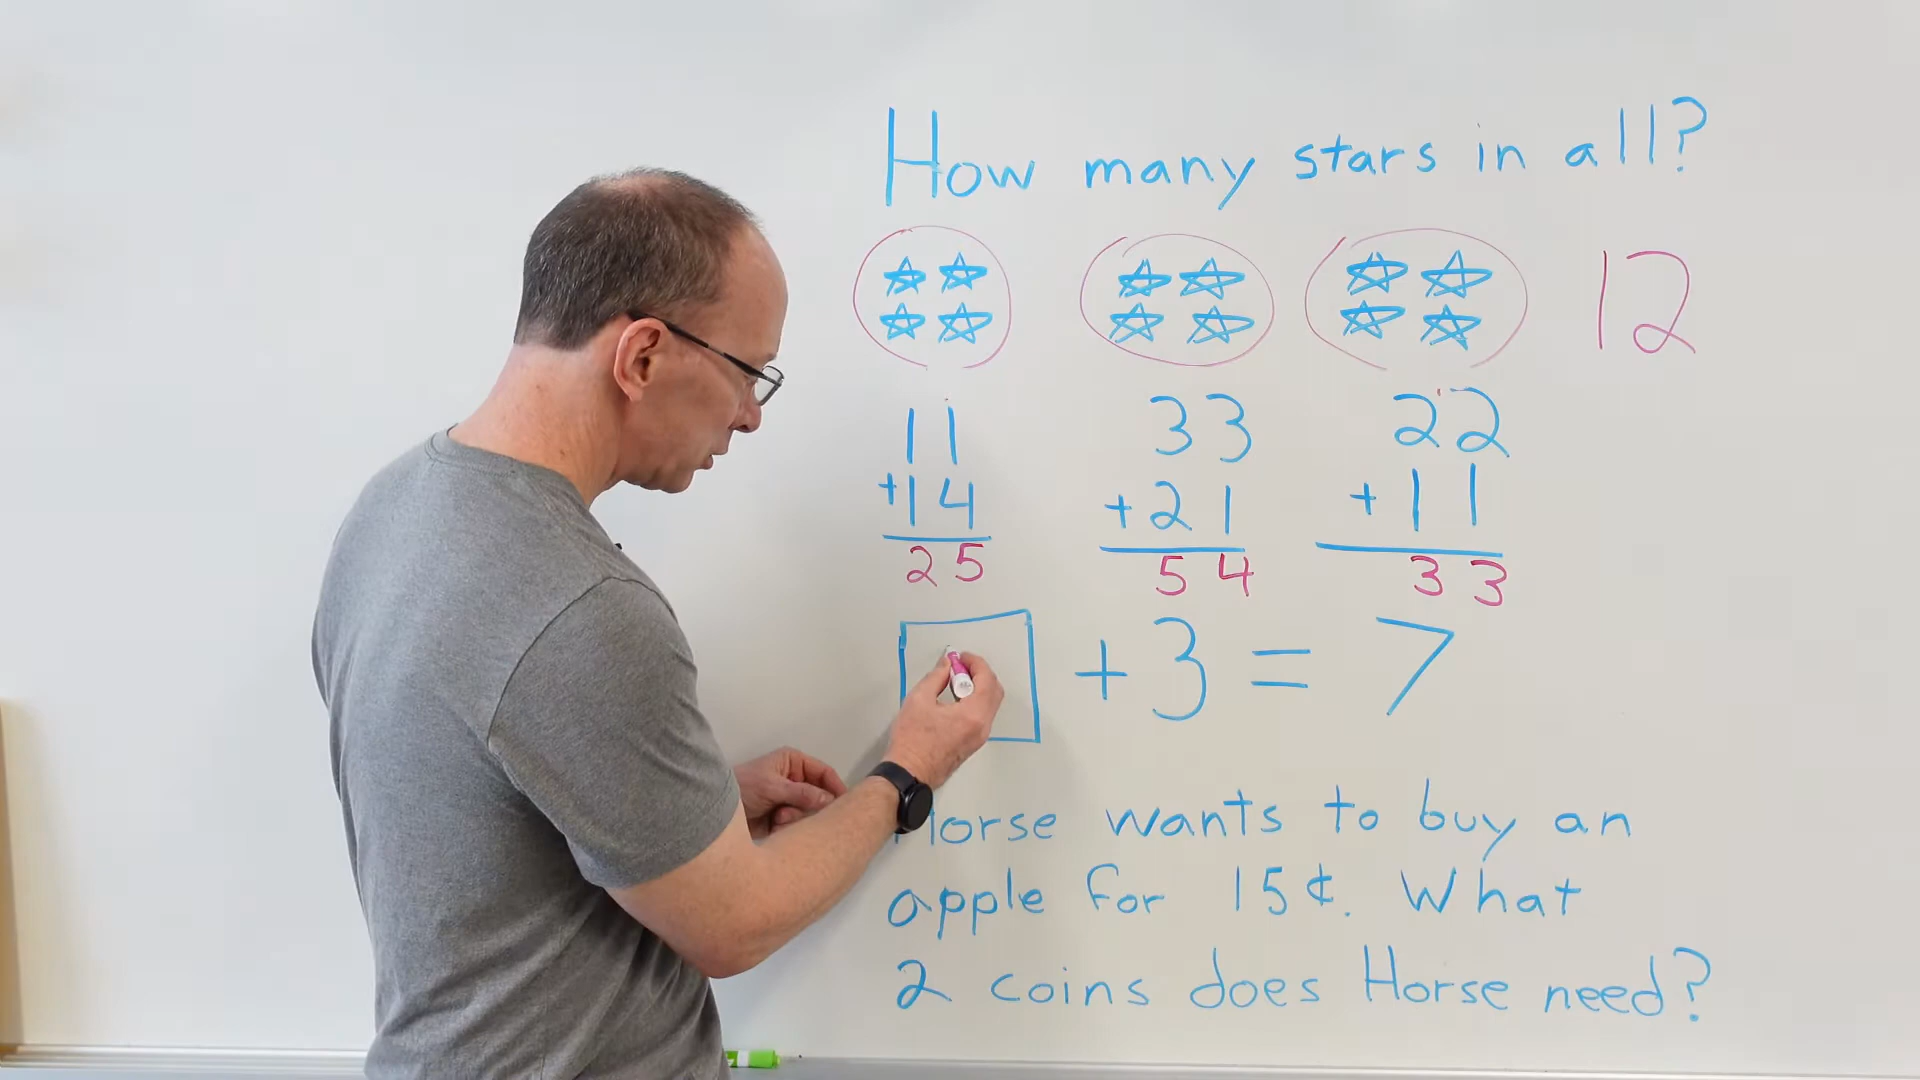 How many stars in all?
12
11 33 22
+14 +21 +11
25 54 33
+ 3 = 7
Horse wants to buy an
apple for 15¢. What
2 coins does Horse need?